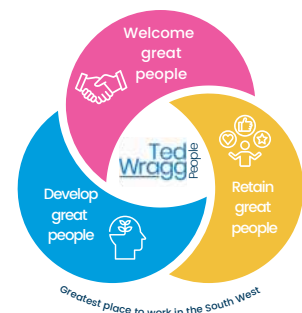 Welcome
great
people
Ted
Wragg
People
Develop
great
people
Retain
great
people
Greatest place to work in the South West